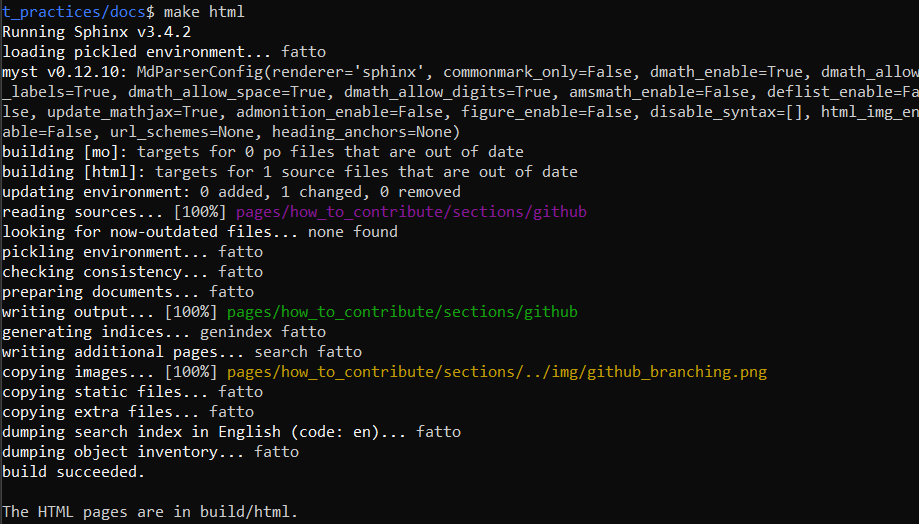 t_practices/docs$ make html
Running Sphinx v3.4.2
loading pickled environment... fatto
myst v0.12.10: MdParserConfig(renderer='sphinx', commonmark_only=False, dmath_enable=True, dmath_allow
_labels=True, dmath_allow_space=True, dmath_allow_digits=True, amsmath_enable=False, deflist_enable=Fa
lse, update_mathjax=True, admonition_enable=False, figure_enable=False, disable_syntax=[], html_img_en
able=False, url_schemes=None, heading_anchors=None)
building [mo]: targets for 0 po files that are out of date
building [html]: targets for 1 source files that are out of date
updating environment: 0 added, 1 changed, 0 removed
reading sources... [100%] pages/how_to_contribute/sections/github
looking for now-outdated files... none found
pickling environment... fatto
checking consistency... fatto
preparing documents... fatto
writing output... [100%] pages/how_to_contribute/sections/github
generating indices... genindex fatto
writing additional pages... search fatto
copying images... [100%] pages/how_to_contribute/sections/../img/github_branching.png
copying static files... fatto
copying extra files... fatto
dumping search index in English (code: en)... fatto
dumping object inventory... fatto
build succeeded.
The HTML pages are in build/html.